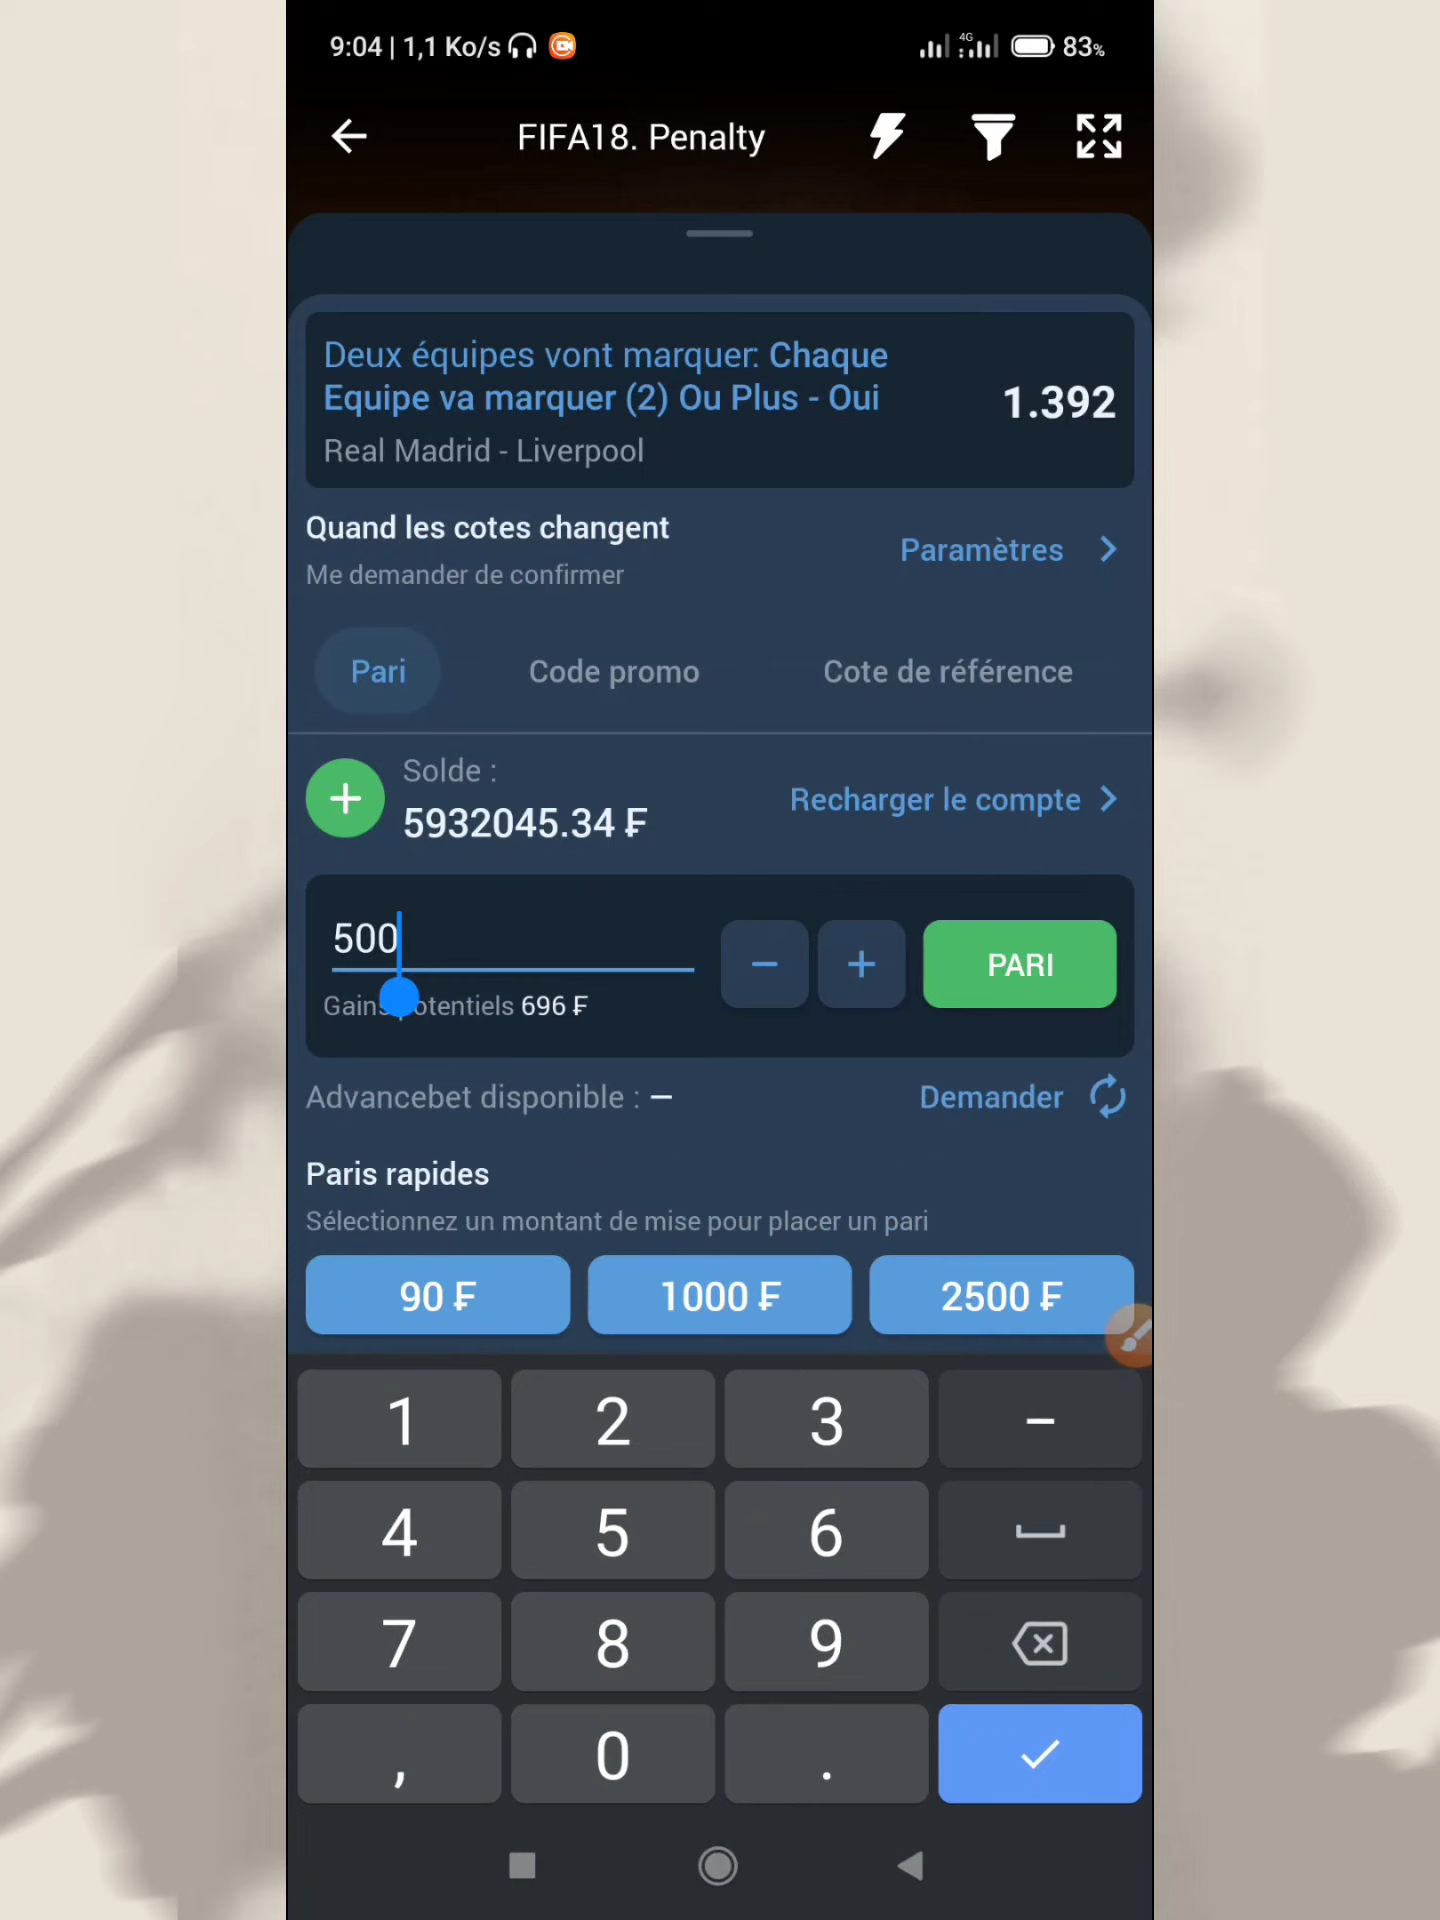 9:04 | 1,1 Ko/s
4G
83%
FIFA18. Penalty
Deux équipes vont marquer: Chaque
Equipe va marquer (2) Ou Plus - Oui
1.392
Real Madrid - Liverpool
Quand les cotes changent
Me demander de confirmer
Paramètres
Pari
Code promo
Cote de référence
Solde :
5932045.34 ₣
Recharger le compte
500
PARI
Gains potentiels 696 ₣
Advancebet disponible : –
Demander
Paris rapides
Sélectionnez un montant de mise pour placer un pari
90 ₣
1000 ₣
2500 ₣
1 2 3 –
4 5 6
7 8 9
, 0 .